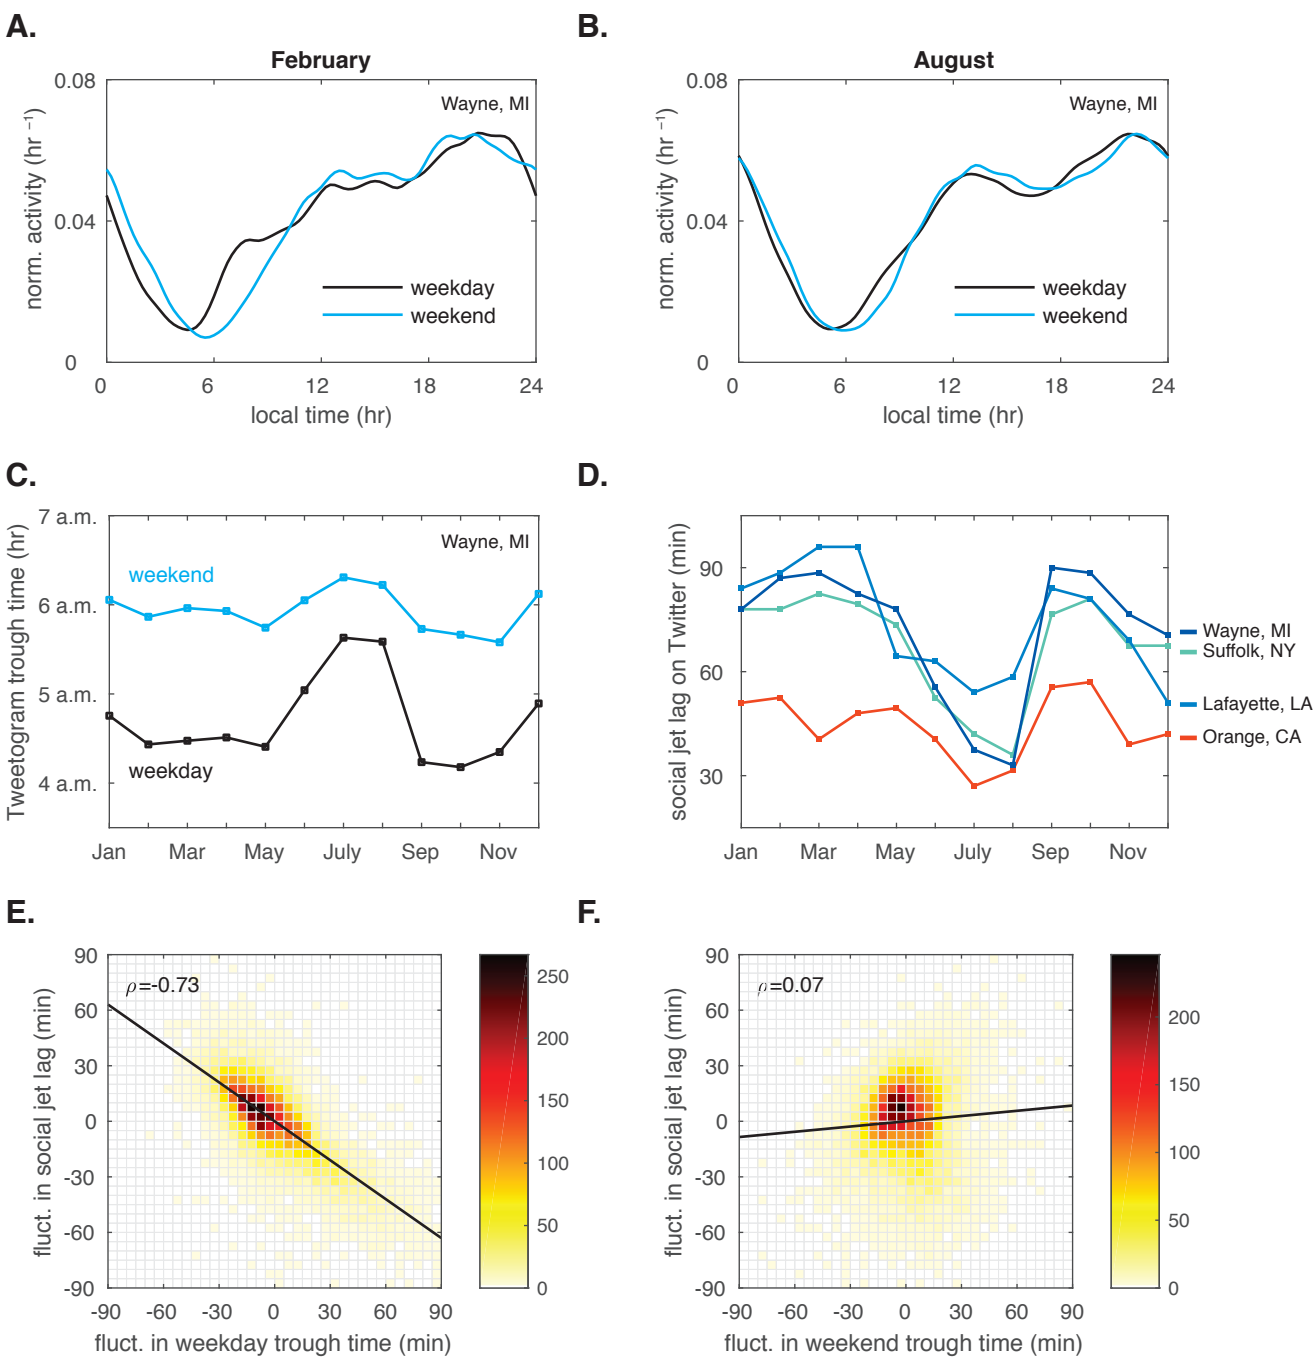 A.
February
0.08
0.04
0
norm. activity (hr ⁻¹)
Wayne, MI
weekday
weekend
0 6 12 18 24
local time (hr)
B.
August
0.08
0.04
0
norm. activity (hr ⁻¹)
Wayne, MI
weekday
weekend
0 6 12 18 24
local time (hr)
C.
7 a.m.
6 a.m.
5 a.m.
4 a.m.
Tweetogram trough time (hr)
Wayne, MI
weekend
weekday
Jan Mar May July Sep Nov
D.
90
60
30
social jet lag on Twitter (min)
Wayne, MI
Suffolk, NY
Lafayette, LA
Orange, CA
Jan Mar May July Sep Nov
E.
90
60
30
0
-30
-60
-90
fluct. in social jet lag (min)
ρ=-0.73
-90 -60 -30 0 30 60 90
fluct. in weekday trough time (min)
250
200
150
100
50
0
F.
90
60
30
0
-30
-60
-90
fluct. in social jet lag (min)
ρ=0.07
-90 -60 -30 0 30 60 90
fluct. in weekend trough time (min)
200
150
100
50
0